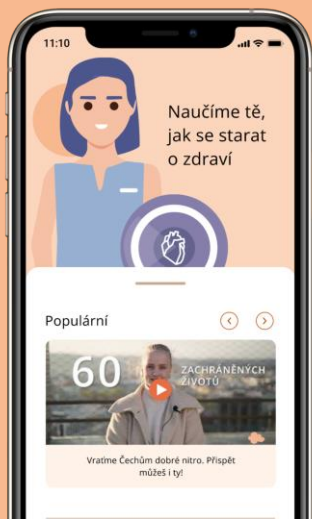 11:10
Naučíme tě,
jak se starat
o zdraví
Populární
60
ZACHRÁNĚNÝCH
ŽIVOTŮ
Vraťme Čechům dobré nitro. Přispět
můžeš i ty!